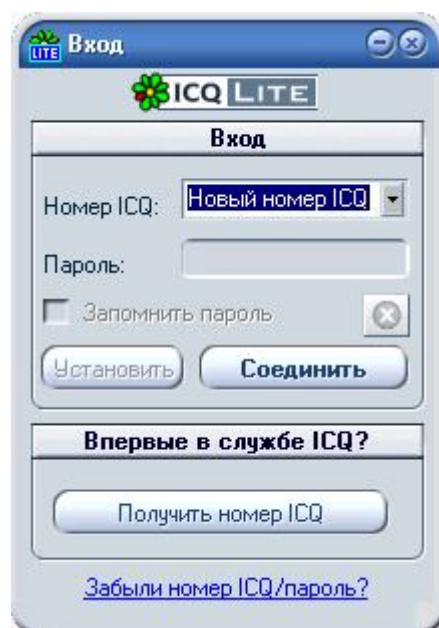 LITE Вход
ICQ LITE
Вход
Номер ICQ: Новый номер ICQ
Пароль:
Запомнить пароль
Установить Соединить
Впервые в службе ICQ?
Получить номер ICQ
Забыли номер ICQ/пароль?